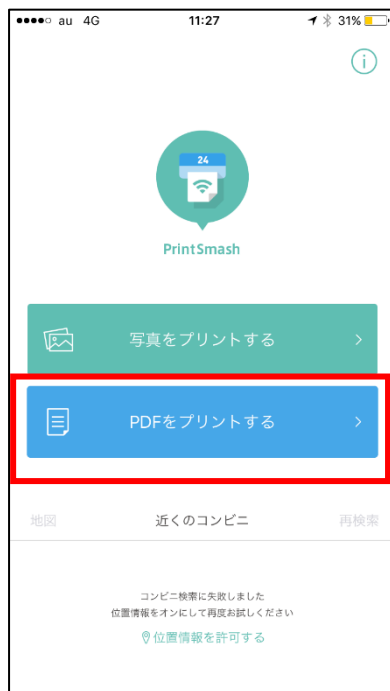 au 4G 11:27 31%
24
PrintSmash
写真をプリントする
PDFをプリントする
地図 近くのコンビニ 再検索
コンビニ検索に失敗しました
位置情報をオンにして再度お試しください
位置情報を許可する